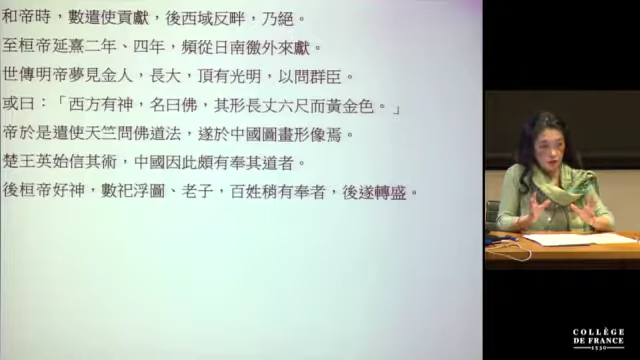 和帝時，數遣使貢獻，後西域反畔，乃絕。
至桓帝延熹二年、四年，頻從日南徼外來獻。
世傳明帝夢見金人，長大，頂有光明，以問群臣。
或曰：「西方有神，名曰佛，其形長丈六尺而黃金色。」
帝於是遣使天竺問佛道法，遂於中國圖畫形像焉。
楚王英始信其術，中國因此頗有奉其道者。
後桓帝好神，數祀浮圖、老子，百姓稍有奉者，後遂轉盛。
COLLÈGE
DE FRANCE
1530